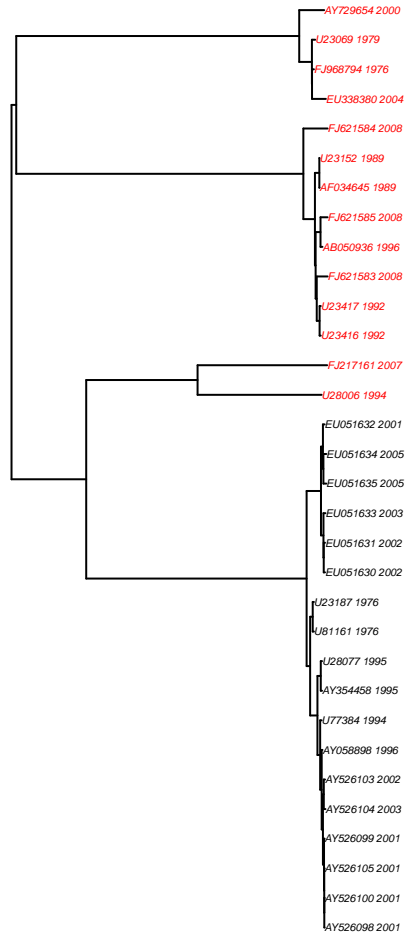 AY729654 2000
U23069 1979
FJ968794 1976
EU338380 2004
FJ621584 2008
U23152 1989
AF034645 1989
FJ621585 2008
AB050936 1996
FJ621583 2008
U23417 1992
U23416 1992
FJ217161 2007
U28006 1994
EU051632 2001
EU051634 2005
EU051635 2005
EU051633 2003
EU051631 2002
EU051630 2002
U23187 1976
U81161 1976
U28077 1995
AY354458 1995
U77384 1994
AY058898 1996
AY526103 2002
AY526104 2003
AY526099 2001
AY526105 2001
AY526100 2001
AY526098 2001